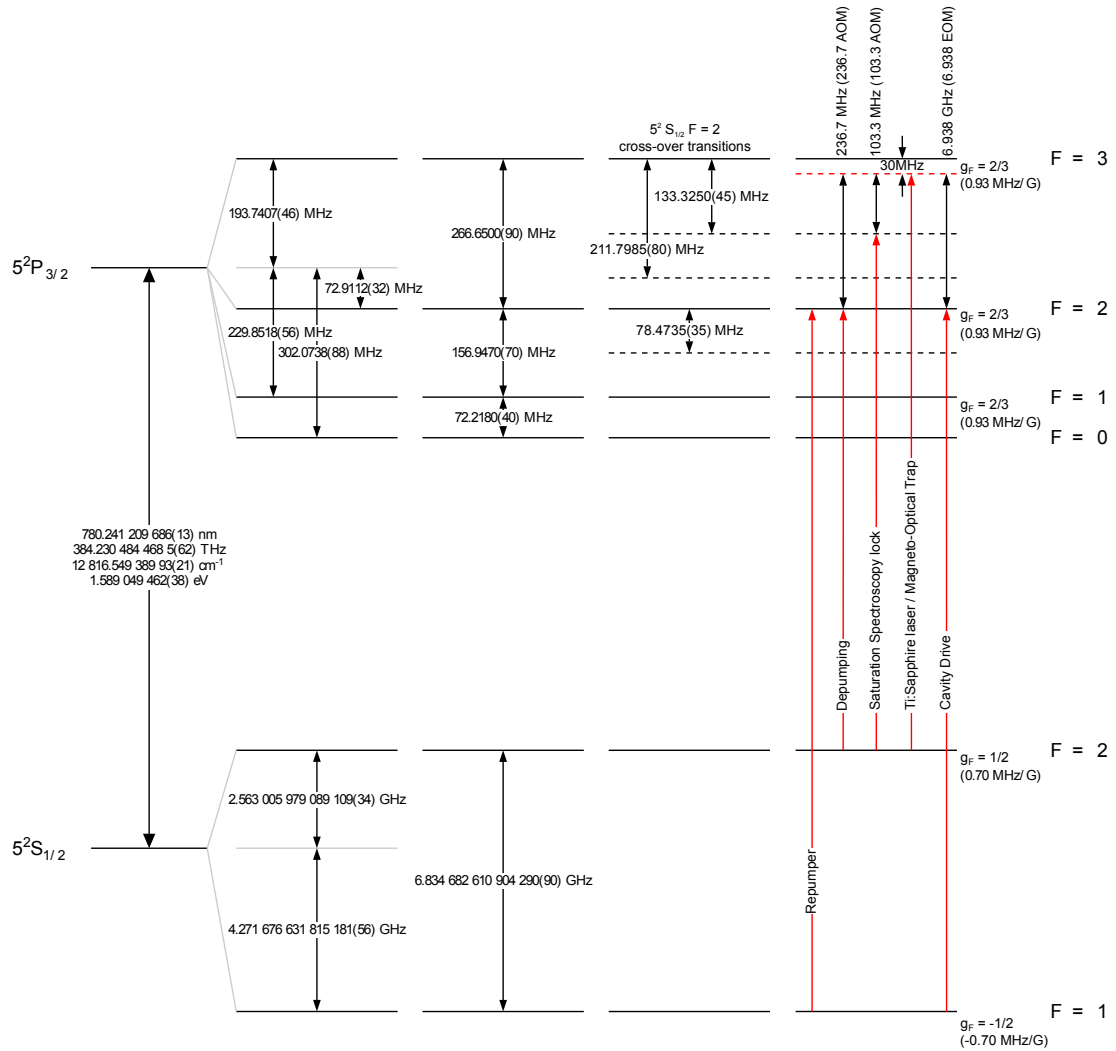 236.7 MHz (236.7 AOM)
103.3 MHz (103.3 AOM)
6.938 GHz (6.938 EOM)
5² S₁/₂ F = 2
cross-over transitions
F = 3
30MHz
g_F = 2/3
(0.93 MHz/G)
133.3250(45) MHz
193.7407(46) MHz
266.6500(90) MHz
211.7985(80) MHz
5²P₃/₂
72.9112(32) MHz
F = 2
g_F = 2/3
(0.93 MHz/G)
229.8518(56) MHz
78.4735(35) MHz
302.0738(88) MHz
156.9470(70) MHz
F = 1
g_F = 2/3
(0.93 MHz/G)
72.2180(40) MHz
F = 0
780.241 209 686(13) nm
384.230 484 468 5(62) THz
12 816.549 389 93(21) cm⁻¹
1.589 049 462(38) eV
Depumping
Saturation Spectroscopy lock
Ti:Sapphire laser / Magneto-Optical Trap
Cavity Drive
F = 2
g_F = 1/2
(0.70 MHz/G)
2.563 005 979 089 109(34) GHz
5²S₁/₂
6.834 682 610 904 290(90) GHz
Repumper
4.271 676 631 815 181(56) GHz
F = 1
g_F = -1/2
(-0.70 MHz/G)